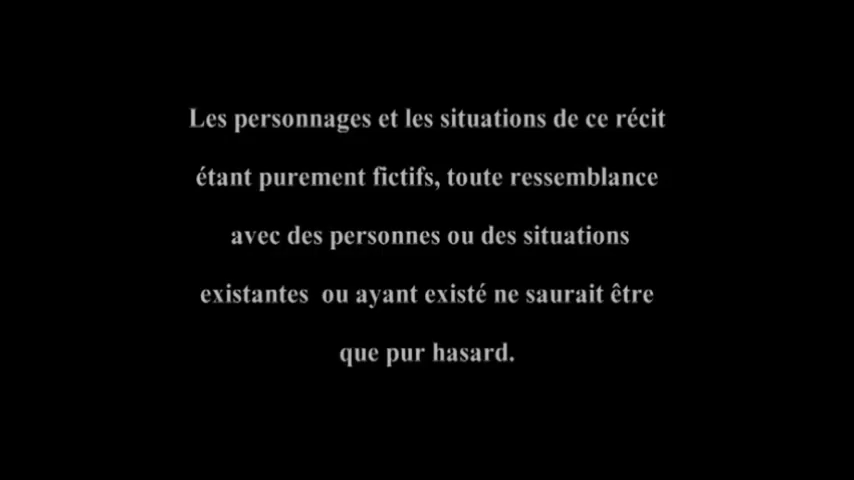 Les personnages et les situations de ce récit
étant purement fictifs, toute ressemblance
avec des personnes ou des situations
existantes  ou ayant existé ne saurait être
que pur hasard.